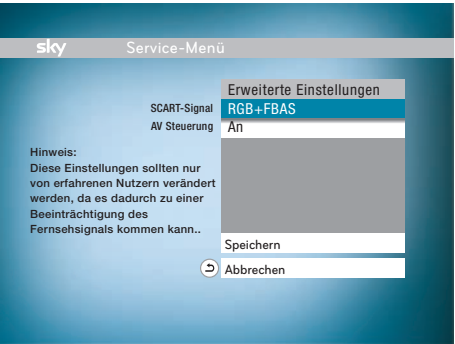 sky Service-Menü
Erweiterte Einstellungen
SCART-Signal RGB+FBAS
AV Steuerung An
Hinweis:
Diese Einstellungen sollten nur
von erfahrenen Nutzern verändert
werden, da es dadurch zu einer
Beeinträchtigung des
Fernsehsignals kommen kann..
Speichern
Abbrechen